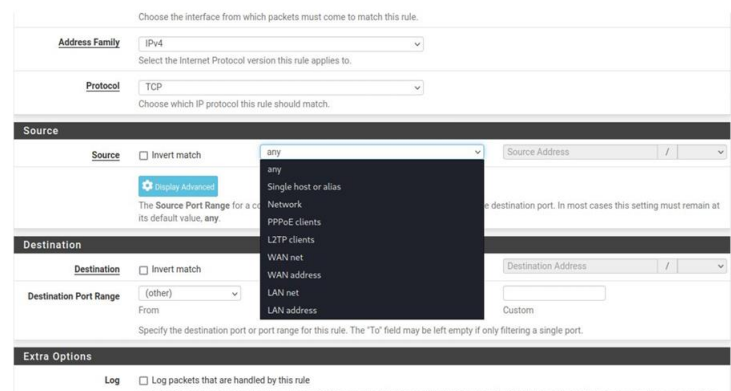 Choose the interface from which packets must come to match this rule.
Address Family IPv4
Select the Internet Protocol version this rule applies to.
Protocol TCP
Choose which IP protocol this rule should match.
Source
Source Invert match any Source Address /
any
Display Advanced Single host or alias
The Source Port Range for a co Network e destination port. In most cases this setting must remain at
its default value, any.
PPPoE clients
L2TP clients
Destination
WAN net
Destination Invert match Destination Address /
WAN address
Destination Port Range (other) LAN net
From LAN address Custom
Specify the destination port or port range for this rule. The "To" field may be left empty if only filtering a single port.
Extra Options
Log Log packets that are handled by this rule